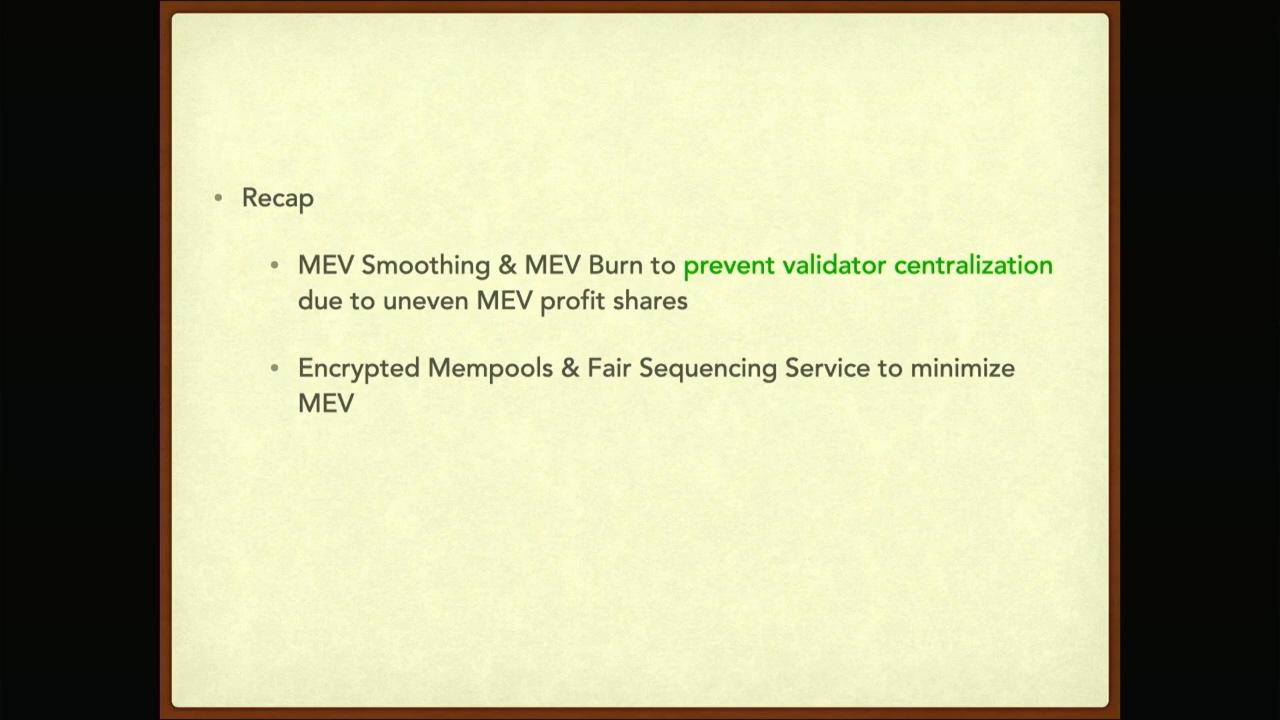 • Recap
• MEV Smoothing & MEV Burn to prevent validator centralization
due to uneven MEV profit shares
• Encrypted Mempools & Fair Sequencing Service to minimize
MEV